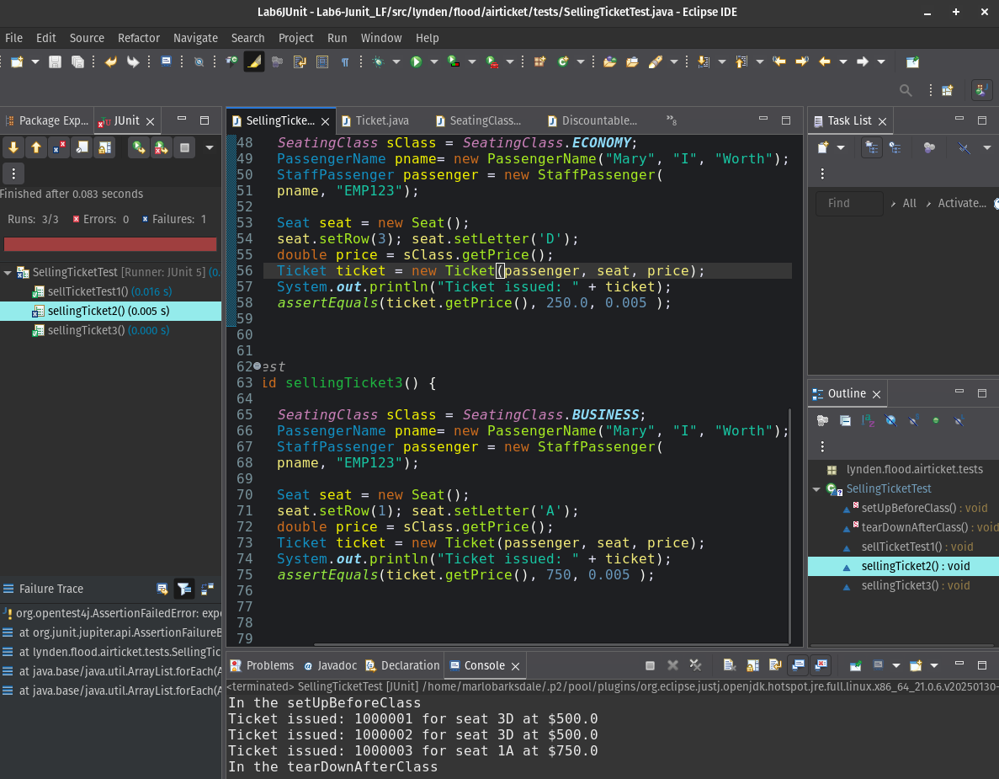 Lab6JUnit - Lab6-Junit_LF/src/lynden/flood/airticket/tests/SellingTicketTest.java - Eclipse IDE
File Edit Source Refactor Navigate Search Project Run Window Help
Package Exp... JUnit
Finished after 0.083 seconds
Runs: 3/3 Errors: 0 Failures: 1
SellingTicketTest [Runner: JUnit 5] (0.
sellTicketTest1() (0.016 s)
sellingTicket2() (0.005 s)
sellingTicket3() (0.000 s)
Failure Trace
org.opentest4j.AssertionFailedError: exp
at org.junit.jupiter.api.AssertionFailureB
at lynden.flood.airticket.tests.SellingTic
at java.base/java.util.ArrayList.forEach(A
at java.base/java.util.ArrayList.forEach(A
SellingTicke... Ticket.java SeatingClass... Discountable... »8
48 SeatingClass sClass = SeatingClass.ECONOMY;
49 PassengerName pname= new PassengerName("Mary", "I", "Worth");
50 StaffPassenger passenger = new StaffPassenger(
51 pname, "EMP123");
52
53 Seat seat = new Seat();
54 seat.setRow(3); seat.setLetter('D');
55 double price = sClass.getPrice();
56 Ticket ticket = new Ticket(passenger, seat, price);
57 System.out.println("Ticket issued: " + ticket);
58 assertEquals(ticket.getPrice(), 250.0, 0.005 );
59
60
61
62 est
63 id sellingTicket3() {
64
65 SeatingClass sClass = SeatingClass.BUSINESS;
66 PassengerName pname= new PassengerName("Mary", "I", "Worth");
67 StaffPassenger passenger = new StaffPassenger(
68 pname, "EMP123");
69
70 Seat seat = new Seat();
71 seat.setRow(1); seat.setLetter('A');
72 double price = sClass.getPrice();
73 Ticket ticket = new Ticket(passenger, seat, price);
74 System.out.println("Ticket issued: " + ticket);
75 assertEquals(ticket.getPrice(), 750, 0.005 );
76
77
78
79
Task List
Find All Activate...
Outline
lynden.flood.airticket.tests
SellingTicketTest
setUpBeforeClass() : void
tearDownAfterClass() : void
sellTicketTest1() : void
sellingTicket2() : void
sellingTicket3() : void
Problems Javadoc Declaration Console
<terminated> SellingTicketTest [JUnit] /home/marlobarksdale/.p2/pool/plugins/org.eclipse.justj.openjdk.hotspot.jre.full.linux.x86_64_21.0.6.v20250130-
In the setUpBeforeClass
Ticket issued: 1000001 for seat 3D at $500.0
Ticket issued: 1000002 for seat 3D at $500.0
Ticket issued: 1000003 for seat 1A at $750.0
In the tearDownAfterClass